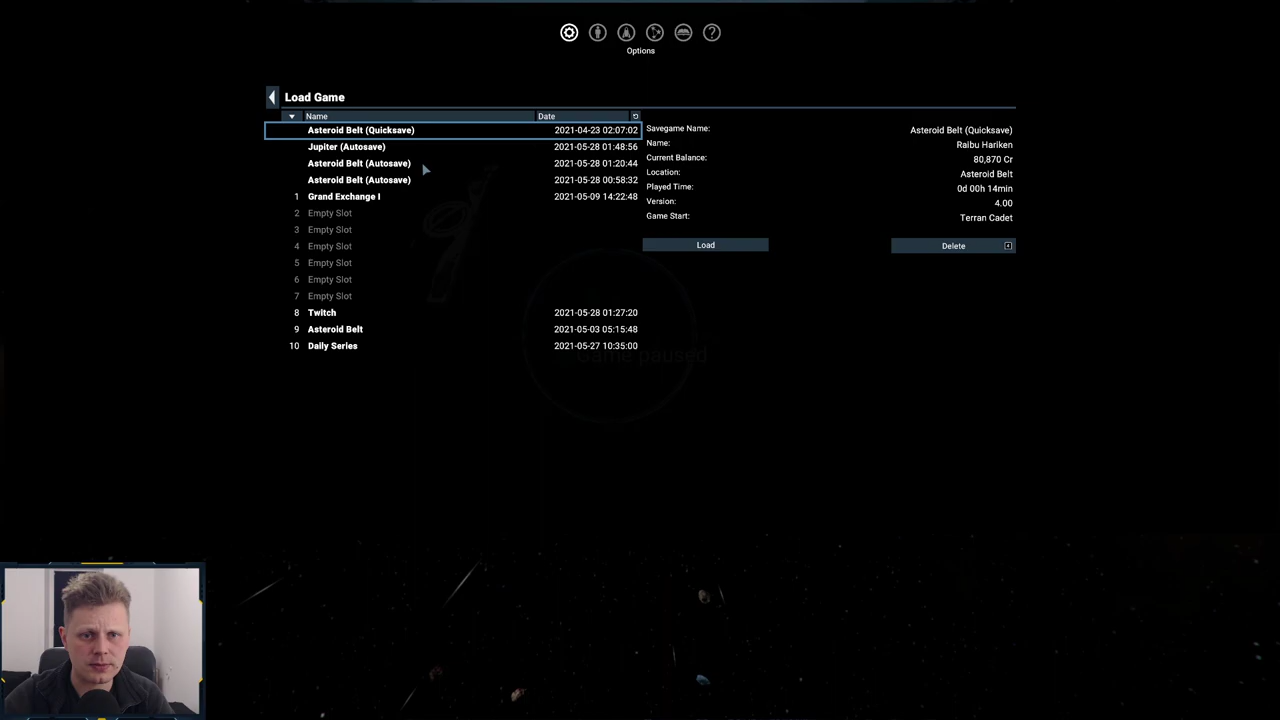 Options
Load Game
Name Date
Asteroid Belt (Quicksave) 2021-04-23 02:07:02
Jupiter (Autosave) 2021-05-28 01:48:56
Asteroid Belt (Autosave) 2021-05-28 01:20:44
Asteroid Belt (Autosave) 2021-05-28 00:58:32
1 Grand Exchange I 2021-05-09 14:22:48
2 Empty Slot
3 Empty Slot
4 Empty Slot
5 Empty Slot
6 Empty Slot
7 Empty Slot
8 Twitch 2021-05-28 01:27:20
9 Asteroid Belt 2021-05-03 05:15:48
10 Daily Series 2021-05-27 10:35:00
Savegame Name: Asteroid Belt (Quicksave)
Name: Raibu Hariken
Current Balance: 80,870 Cr
Location: Asteroid Belt
Played Time: 0d 00h 14min
Version: 4.00
Game Start: Terran Cadet
Load Delete
Game paused